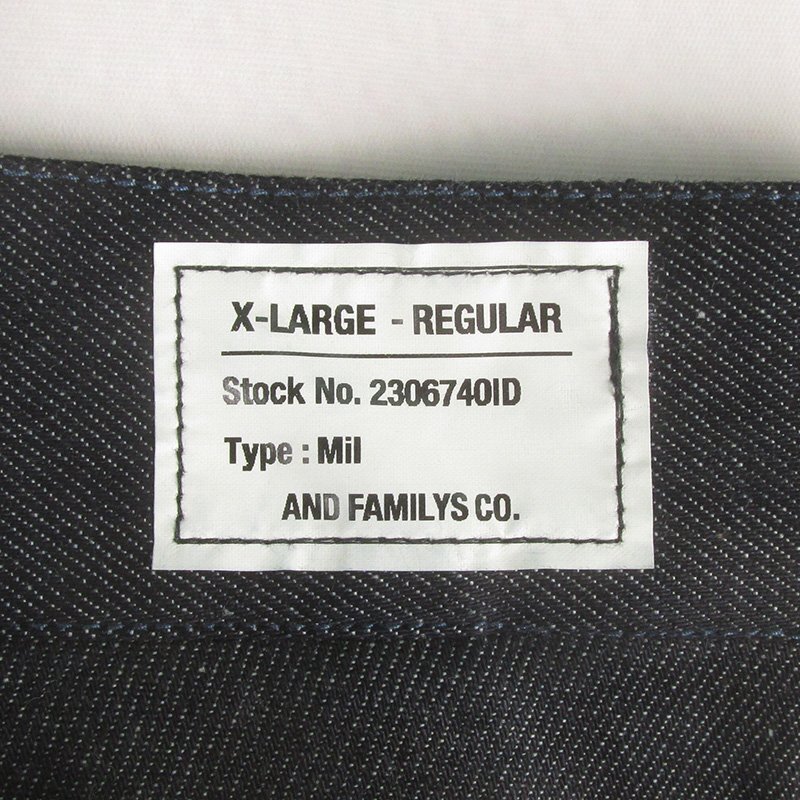 X-LARGE - REGULAR
Stock No. 2306740ID
Type : Mil
AND FAMILYS CO.